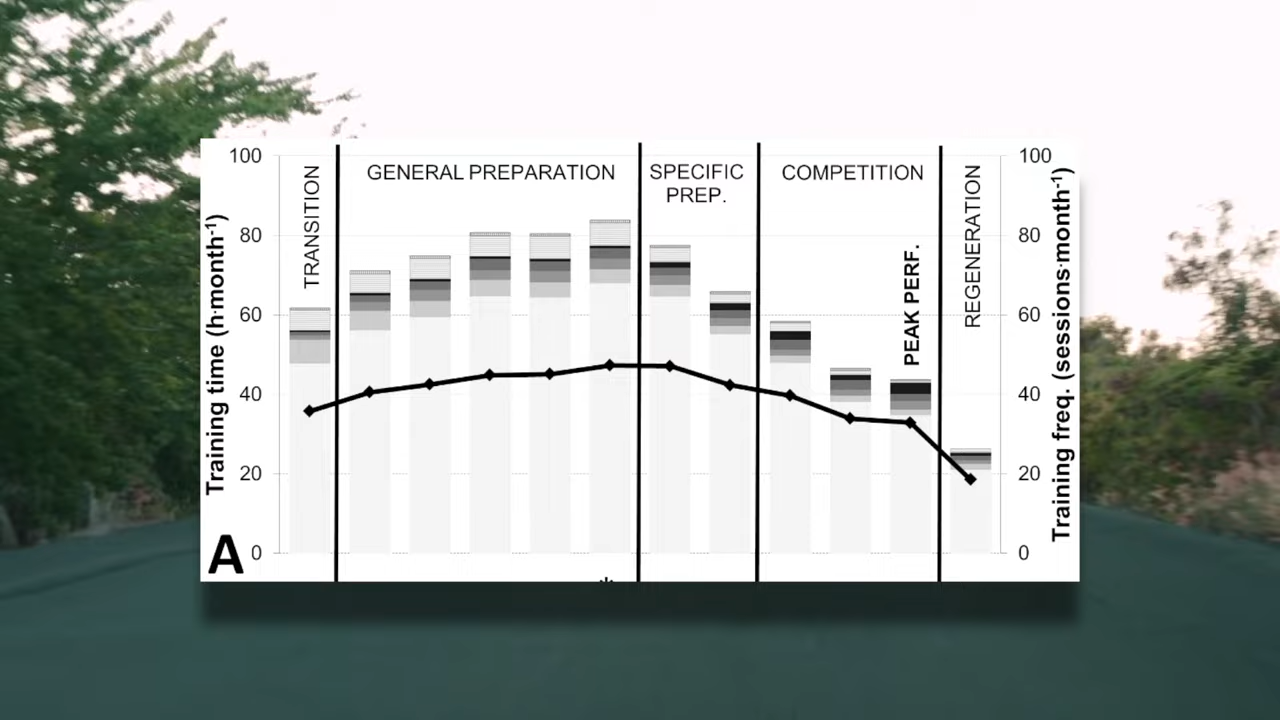 100
80
60
40
20
0
Training time (h·month-1)
TRANSITION
GENERAL PREPARATION
SPECIFIC
PREP.
COMPETITION
PEAK PERF.
REGENERATION
100
80
60
40
20
0
Training freq. (sessions·month-1)
A